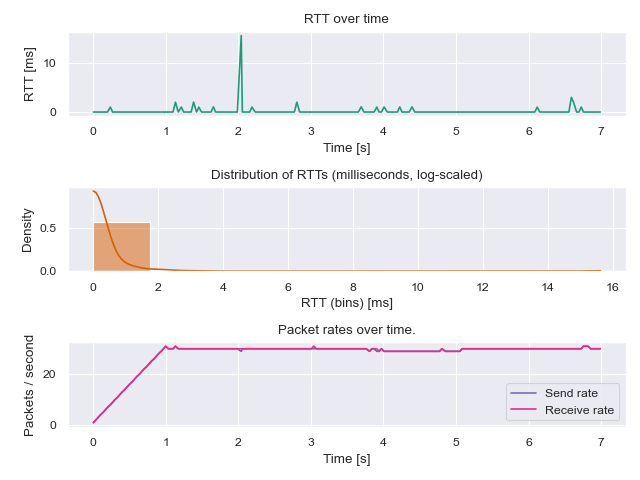 RTT over time
RTT [ms]
10
0
0 1 2 3 4 5 6 7
Time [s]
Distribution of RTTs (milliseconds, log-scaled)
Density
0.5
0.0
0 2 4 6 8 10 12 14 16
RTT (bins) [ms]
Packet rates over time.
Packets / second
20
0
Send rate
Receive rate
0 1 2 3 4 5 6 7
Time [s]